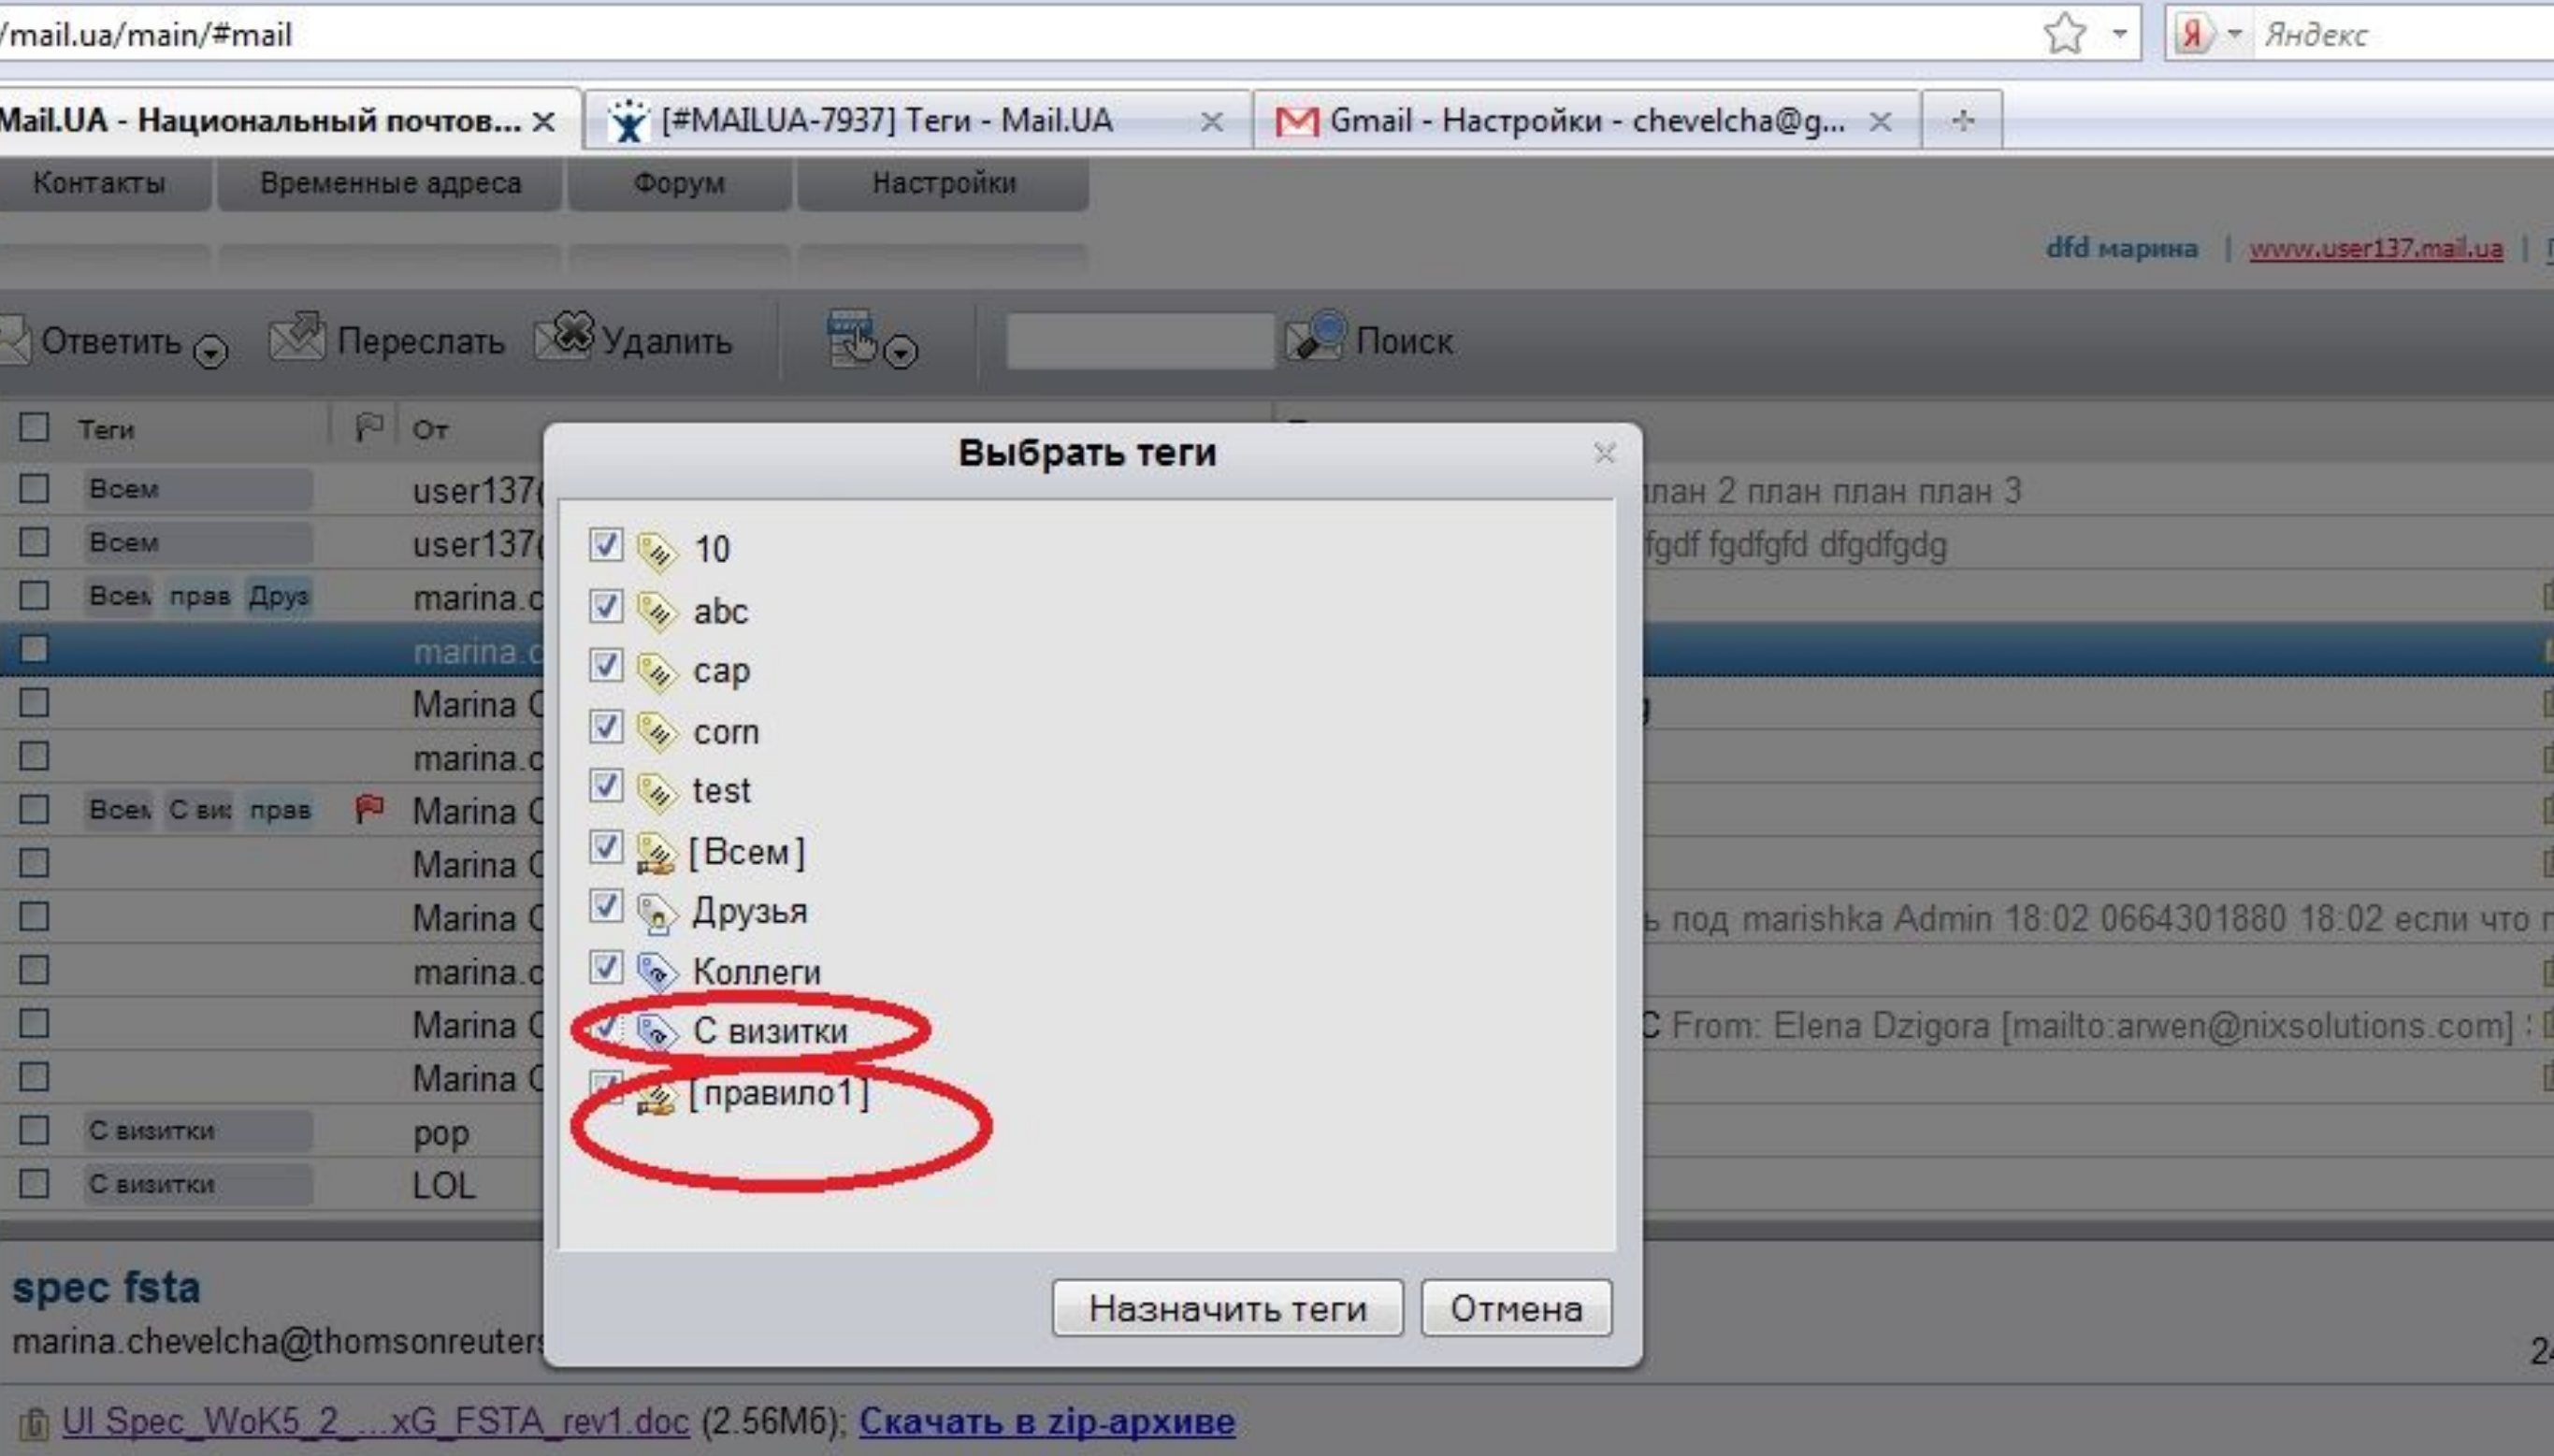 /mail.ua/main/#mail
Яндекс
Mail.UA - Национальный почтов...
[#MAILUA-7937] Теги - Mail.UA
Gmail - Настройки - chevelcha@g...
Контакты
Временные адреса
Форум
Настройки
dfd марина | www.user137.mail.ua |
Ответить
Переслать
Удалить
Поиск
Теги
От
Выбрать теги
Всем
user137(
план 2 план план план 3
Всем
user137(
fgdf fgdfgfd dfgdfgdg
Всем прав Друз
marina.c
marina.c
Marina C
marina.c
Всем С виз прав
Marina C
Marina C
Marina C
ь под marishka Admin 18:02 0664301880 18:02 если что п
marina.c
Marina C
C From: Elena Dzigora [mailto:arwen@nixsolutions.com]
Marina C
С визитки
pop
С визитки
LOL
10
abc
cap
corn
test
[Всем]
Друзья
Коллеги
С визитки
[правило1]
Назначить теги
Отмена
spec fsta
marina.chevelcha@thomsonreuters
24
UI Spec_WoK5_2_...xG_FSTA_rev1.doc (2.56Мб); Скачать в zip-архиве